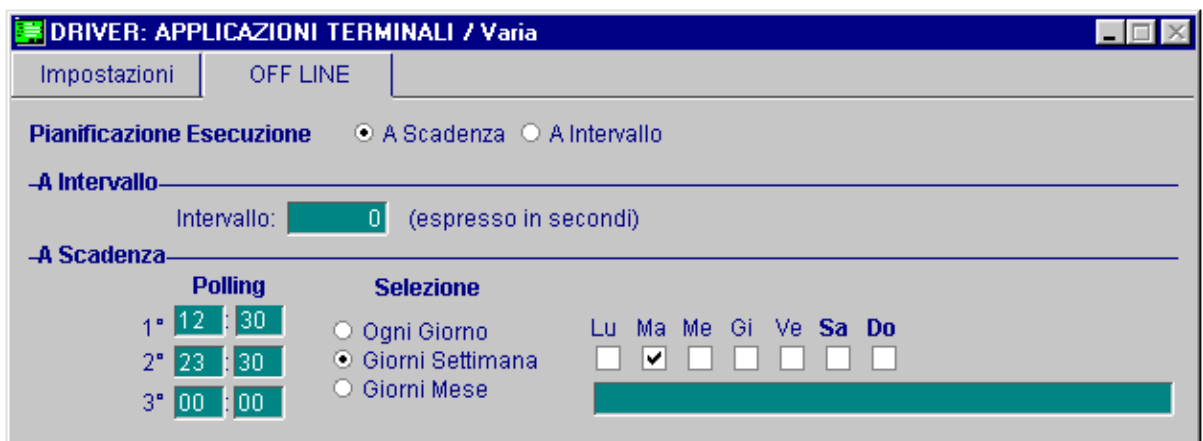 DRIVER: APPLICAZIONI TERMINALI / Varia
Impostazioni OFF LINE
Pianificazione Esecuzione A Scadenza A Intervallo
A Intervallo
Intervallo: 0 (espresso in secondi)
A Scadenza
Polling Selezione
1° 12 : 30 Ogni Giorno Lu Ma Me Gi Ve Sa Do
2° 23 : 30 Giorni Settimana
3° 00 : 00 Giorni Mese